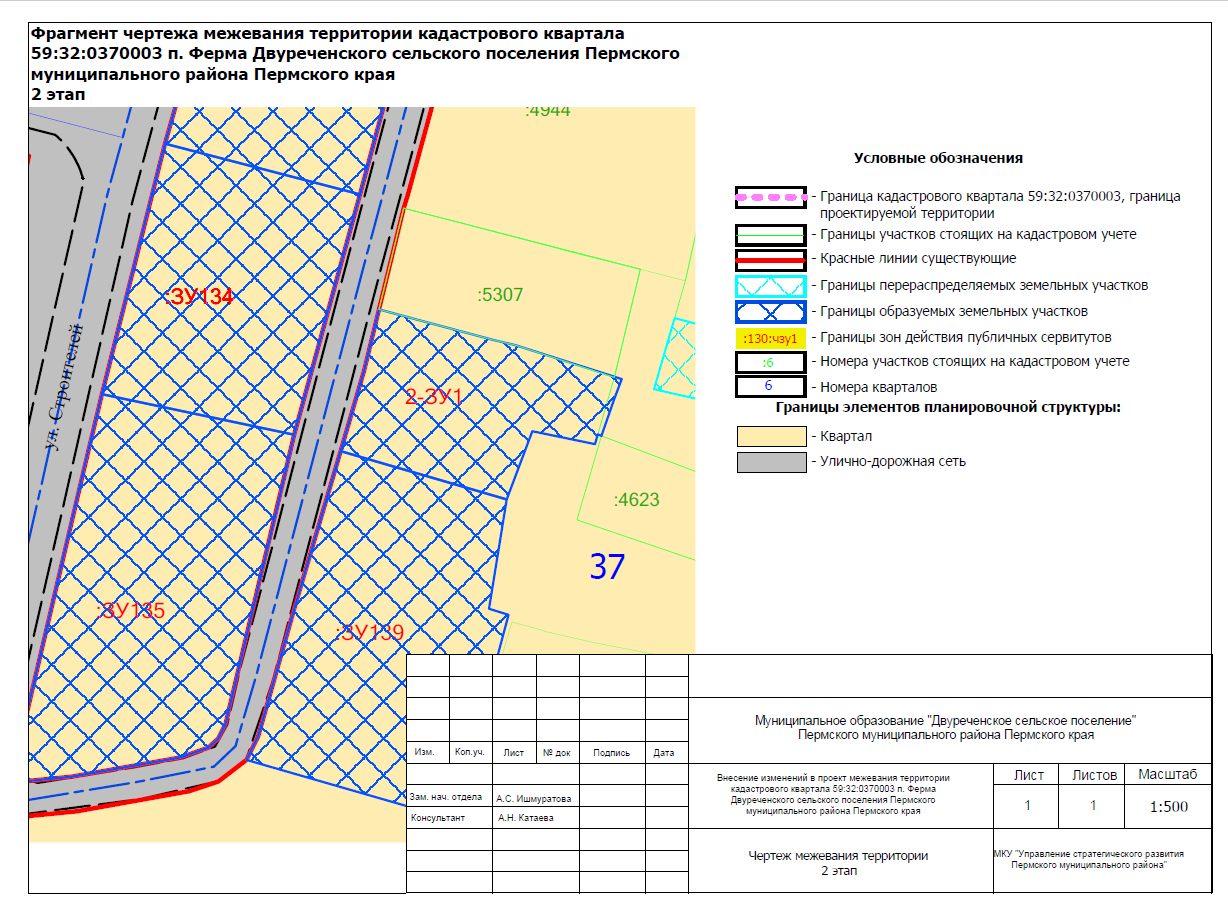 Фрагмент чертежа межевания территории кадастрового квартала
59:32:0370003 п. Ферма Двуреченского сельского поселения Пермского
муниципального района Пермского края
2 этап
:4944
:5307
:ЗУ134
2-ЗУ1
ул. Строителей
:4623
37
:ЗУ135
:ЗУ139
Условные обозначения
- Граница кадастрового квартала 59:32:0370003, граница
проектируемой территории
- Границы участков стоящих на кадастровом учете
- Красные линии существующие
- Границы перераспределяемых земельных участков
- Границы образуемых земельных участков
:130:чзу1 - Границы зон действия публичных сервитутов
:6 - Номера участков стоящих на кадастровом учете
6 - Номера кварталов
Границы элементов планировочной структуры:
- Квартал
- Улично-дорожная сеть
Муниципальное образование "Двуреченское сельское поселение"
Пермского муниципального района Пермского края
Изм. Коп.уч. Лист № док Подпись Дата
Зам. нач. отдела А.С. Ишмуратова
Консультант А.Н. Катаева
Внесение изменений в проект межевания территории
кадастрового квартала 59:32:0370003 п. Ферма
Двуреченского сельского поселения Пермского
муниципального района Пермского края
Лист Листов Масштаб
1 1 1:500
Чертеж межевания территории
2 этап
МКУ "Управление стратегического развития
Пермского муниципального района"